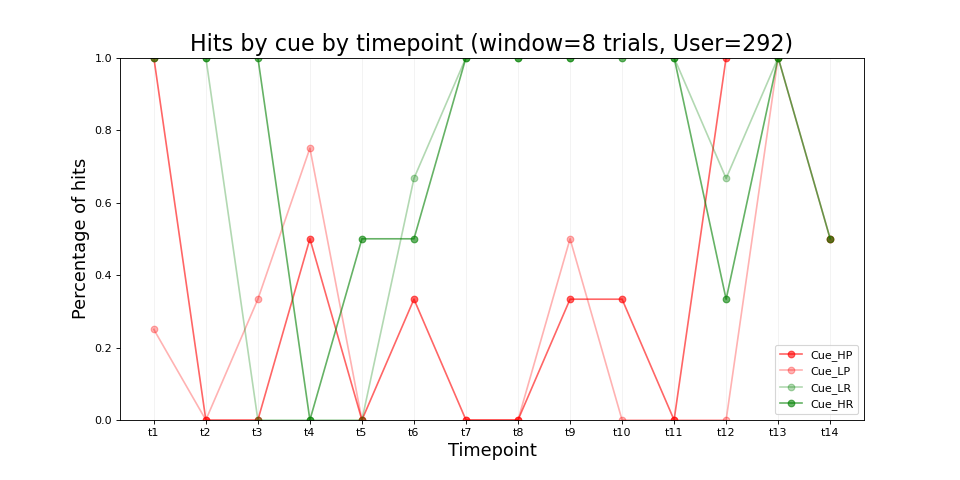 Hits by cue by timepoint (window=8 trials, User=292)
Percentage of hits
1.0
0.8
0.6
0.4
0.2
0.0
Cue_HP
Cue_LP
Cue_LR
Cue_HR
t1 t2 t3 t4 t5 t6 t7 t8 t9 t10 t11 t12 t13 t14
Timepoint